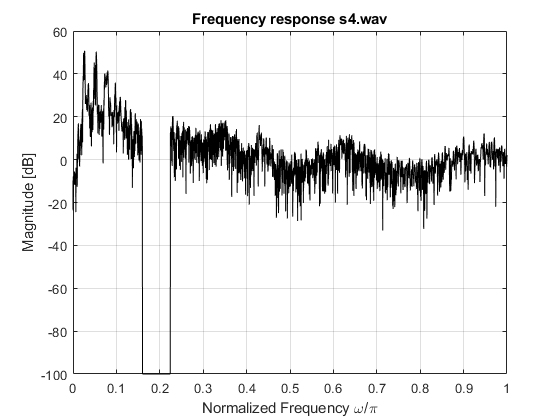 Frequency response s4.wav
Magnitude [dB]
60
40
20
0
-20
-40
-60
-80
-100
0 0.1 0.2 0.3 0.4 0.5 0.6 0.7 0.8 0.9 1
Normalized Frequency ω/π